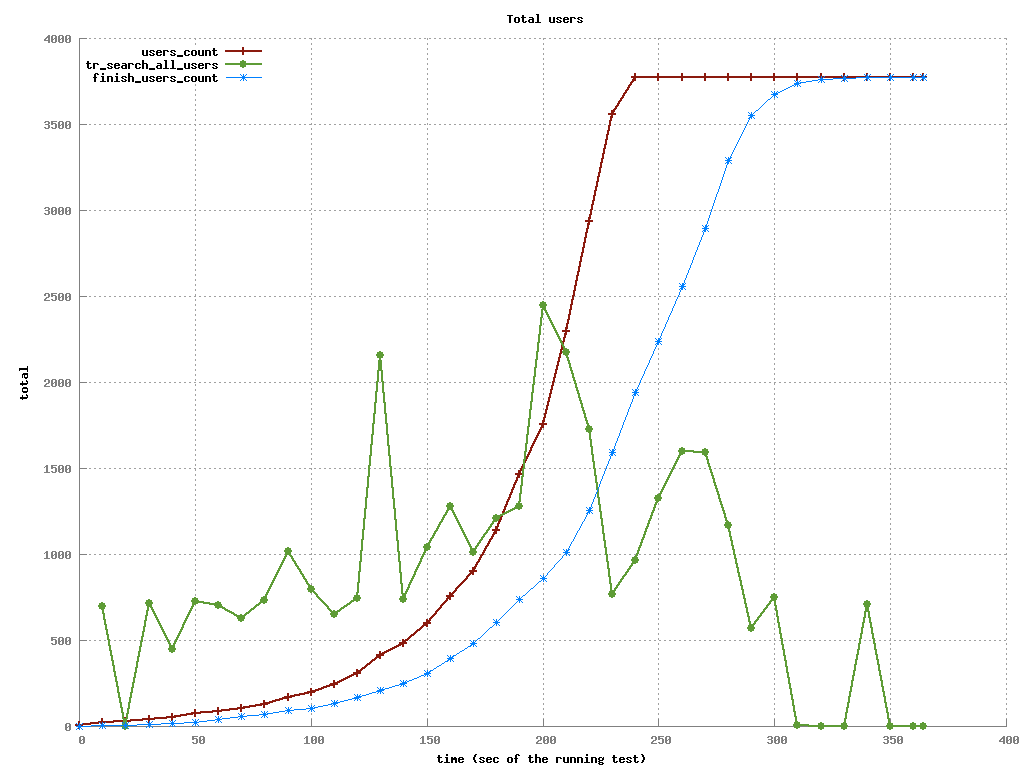 Total users
users_count
tr_search_all_users
finish_users_count
4000
3500
3000
2500
2000
1500
1000
500
0
total
0 50 100 150 200 250 300 350 400
time (sec of the running test)